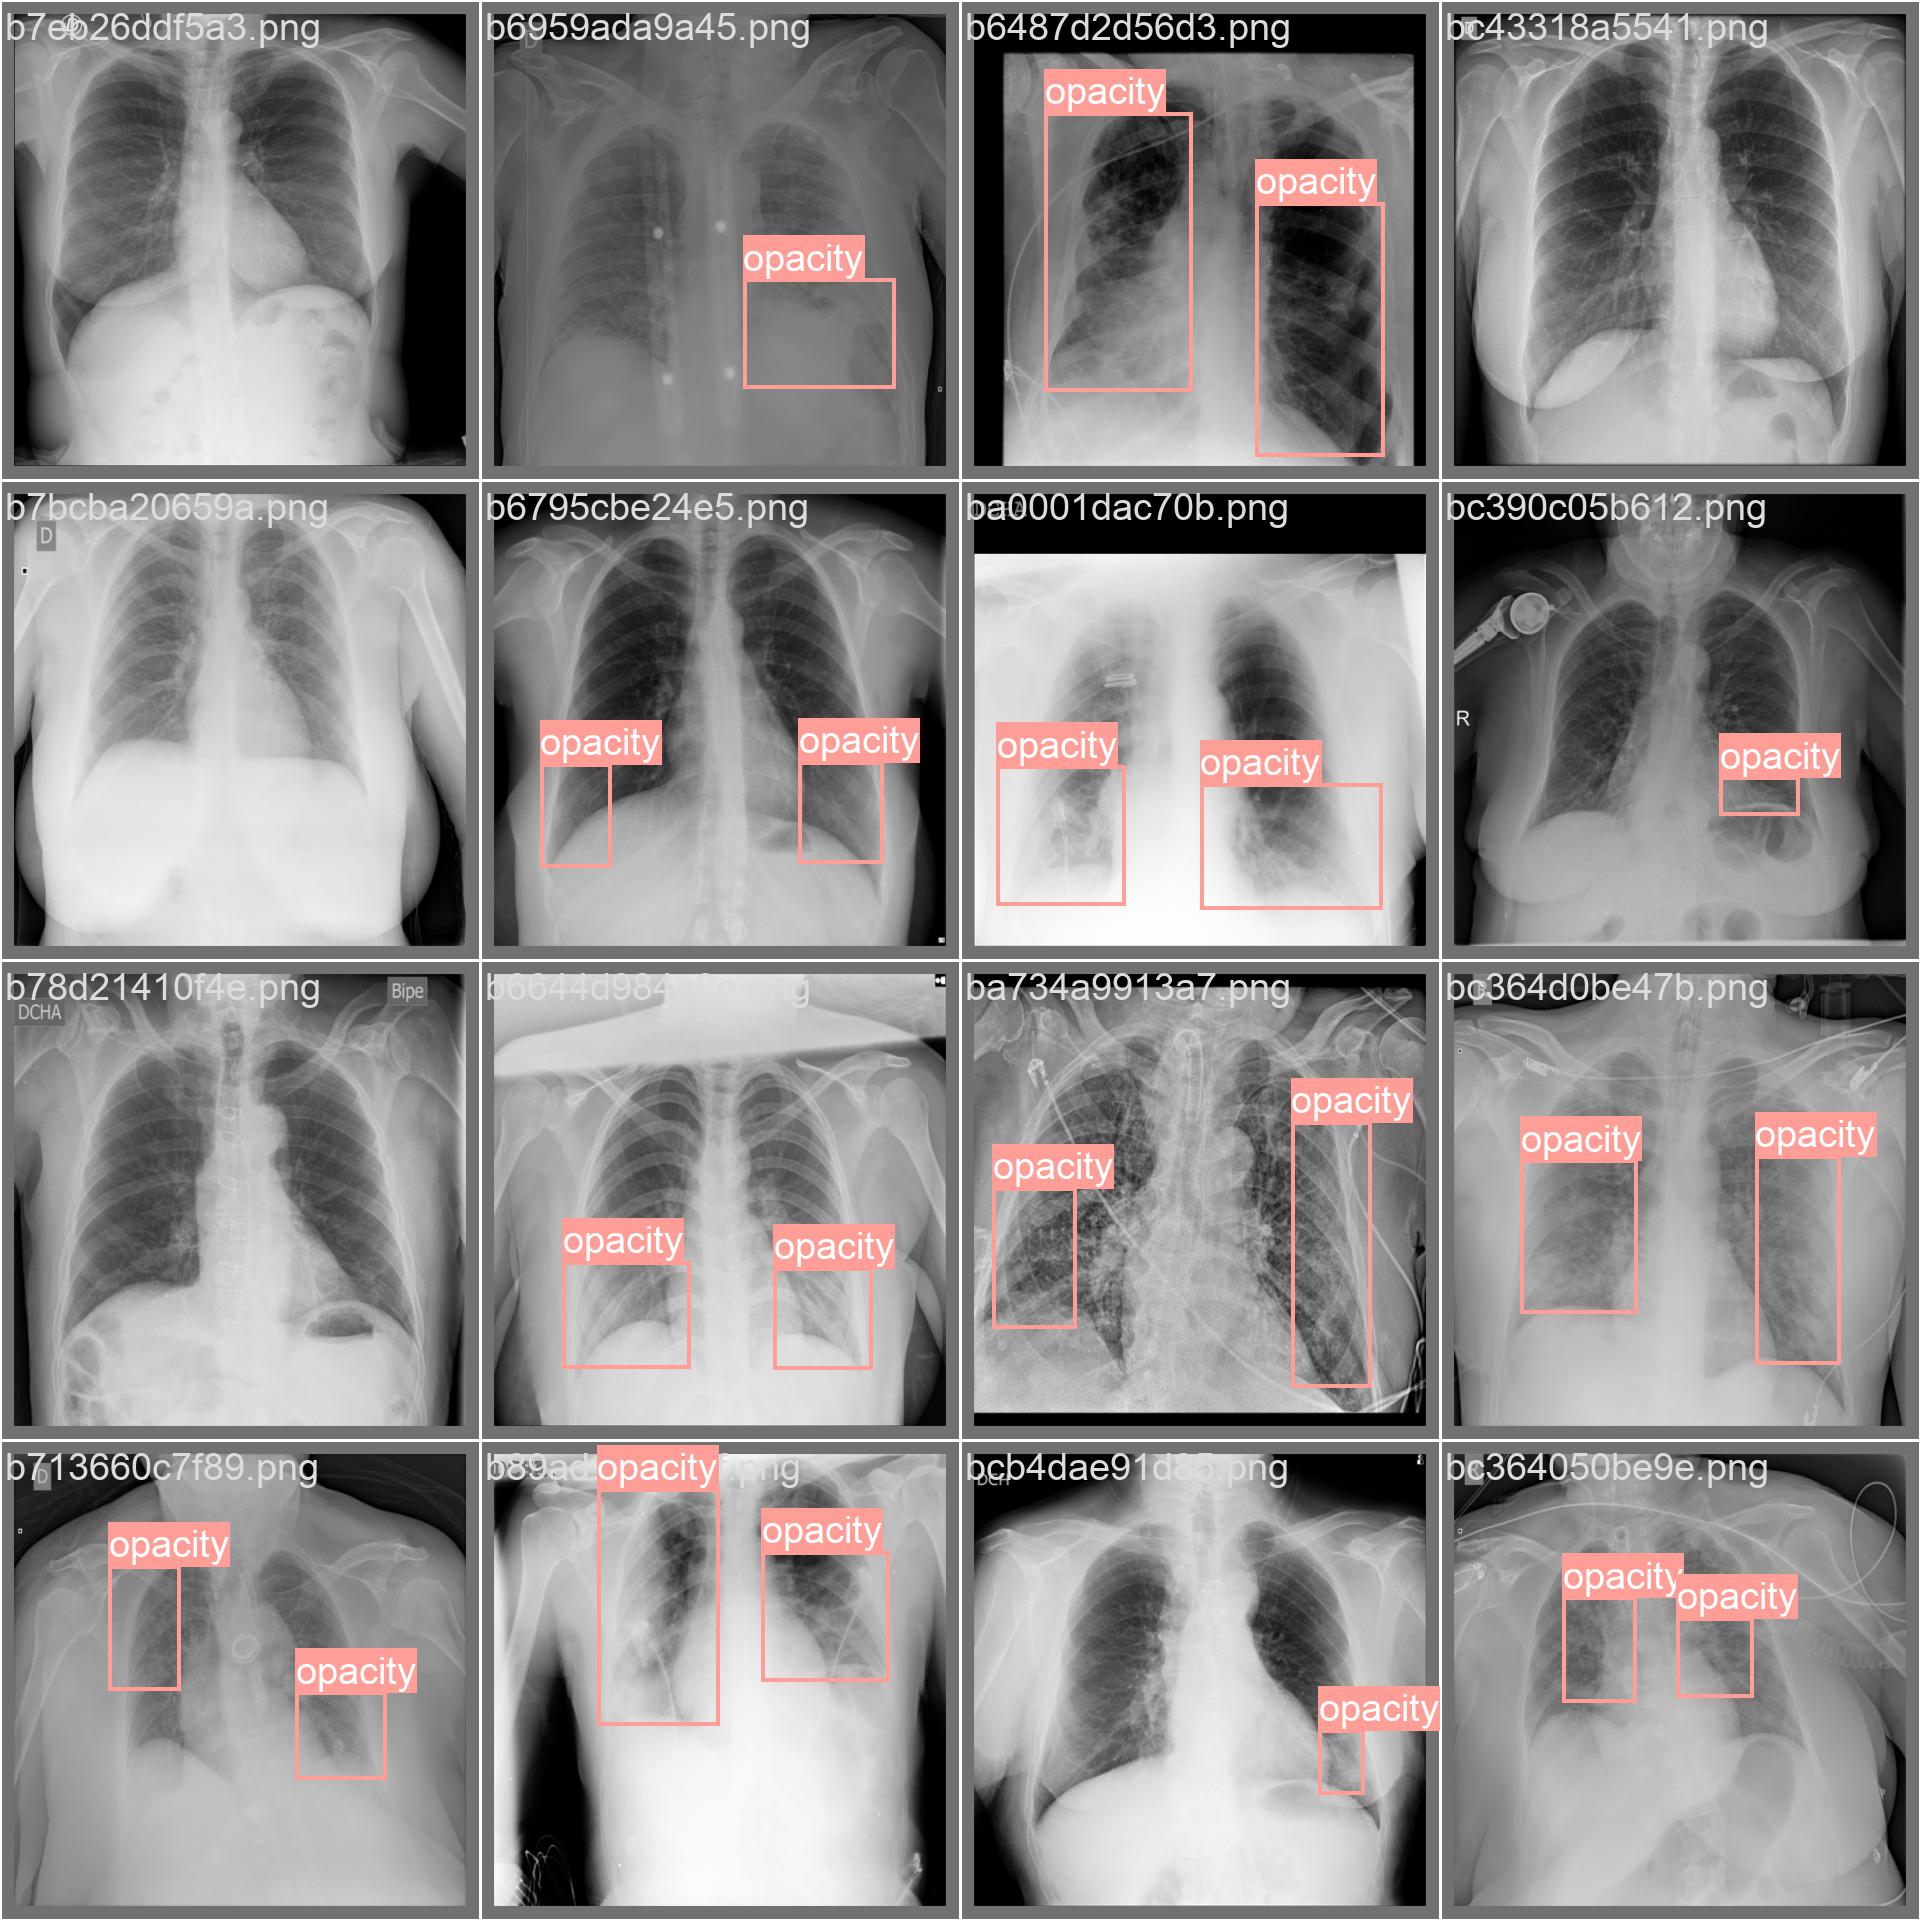 b7eb26ddf5a3.png
b6959ada9a45.png
D
opacity
b6487d2d56d3.png
opacity
opacity
bc43318a5541.png
b7bcba20659a.png
D
b6795cbe24e5.png
opacity
opacity
ba0001dac70b.png
opacity
opacity
bc390c05b612.png
R
opacity
b78d21410f4e.png
DCHA
Bipe
opacity
opacity
ba734a9913a7.png
opacity
opacity
bc364d0be47b.png
opacity
opacity
b713660c7f89.png
D
opacity
opacity
opacity
opacity
opacity
bc364050be9e.png
opacity
opacity